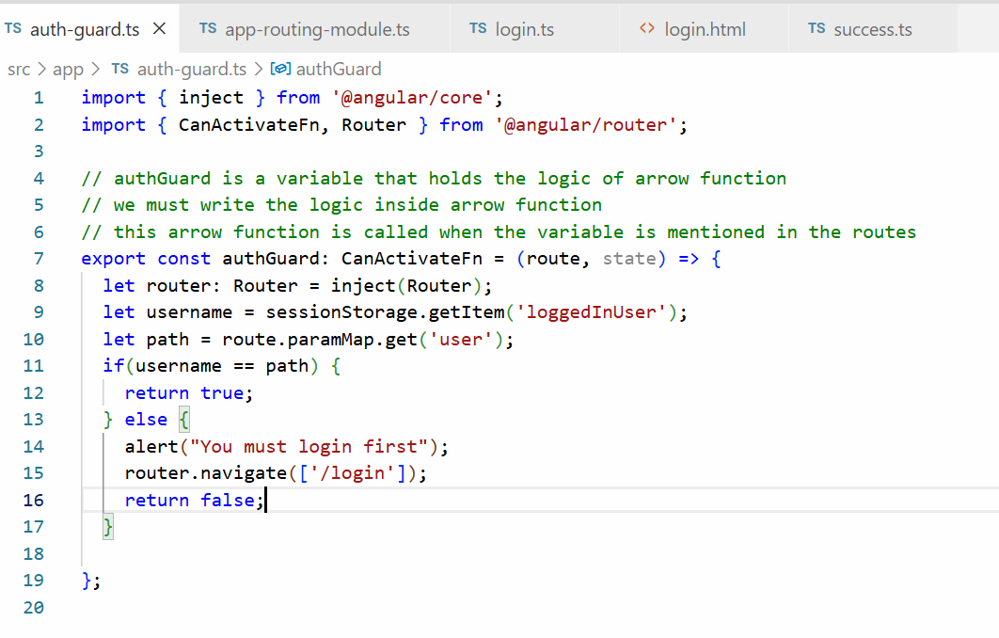 TS auth-guard.ts × TS app-routing-module.ts TS login.ts <> login.html TS success.ts
src > app > TS auth-guard.ts > authGuard
1 import { inject } from '@angular/core';
2 import { CanActivateFn, Router } from '@angular/router';
3
4 // authGuard is a variable that holds the logic of arrow function
5 // we must write the logic inside arrow function
6 // this arrow function is called when the variable is mentioned in the routes
7 export const authGuard: CanActivateFn = (route, state) => {
8 let router: Router = inject(Router);
9 let username = sessionStorage.getItem('loggedInUser');
10 let path = route.paramMap.get('user');
11 if(username == path) {
12 return true;
13 } else {
14 alert("You must login first");
15 router.navigate(['/login']);
16 return false;
17 }
18
19 };
20